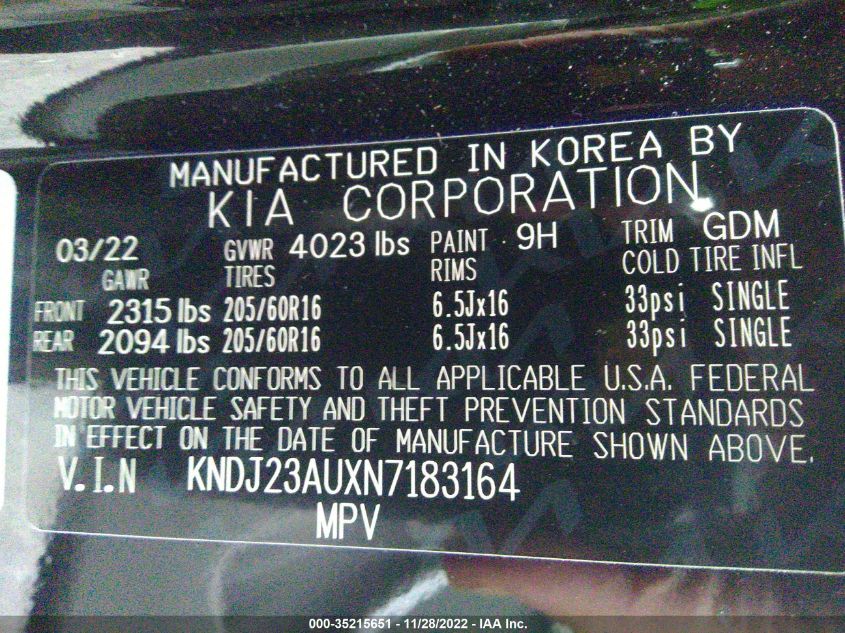 MANUFACTURED IN KOREA BY
KIA CORPORATION
03/22 GVWR 4023 lbs PAINT 9H TRIM GDM
GAWR TIRES RIMS COLD TIRE INFL
FRONT 2315 lbs 205/60R16 6.5Jx16 33psi SINGLE
REAR 2094 lbs 205/60R16 6.5Jx16 33psi SINGLE
THIS VEHICLE CONFORMS TO ALL APPLICABLE U.S.A. FEDERAL
MOTOR VEHICLE SAFETY AND THEFT PREVENTION STANDARDS
IN EFFECT ON THE DATE OF MANUFACTURE SHOWN ABOVE.
V.I.N KNDJ23AUXN7183164
MPV
000-35215651 - 11/28/2022 - IAA Inc.